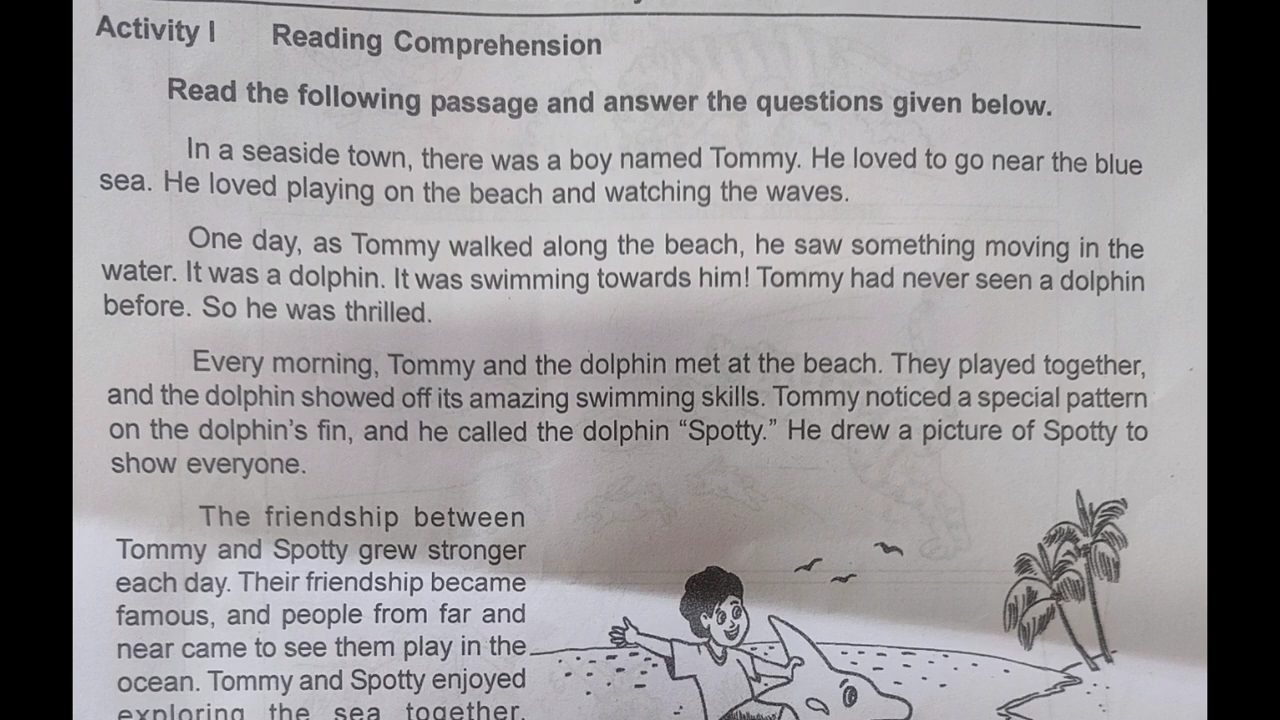 Activity I Reading Comprehension
Read the following passage and answer the questions given below.
In a seaside town, there was a boy named Tommy. He loved to go near the blue
sea. He loved playing on the beach and watching the waves.
One day, as Tommy walked along the beach, he saw something moving in the
water. It was a dolphin. It was swimming towards him! Tommy had never seen a dolphin
before. So he was thrilled.
Every morning, Tommy and the dolphin met at the beach. They played together,
and the dolphin showed off its amazing swimming skills. Tommy noticed a special pattern
on the dolphin's fin, and he called the dolphin “Spotty.” He drew a picture of Spotty to
show everyone.
The friendship between
Tommy and Spotty grew stronger
each day. Their friendship became
famous, and people from far and
near came to see them play in the
ocean. Tommy and Spotty enjoyed
exploring the sea together.